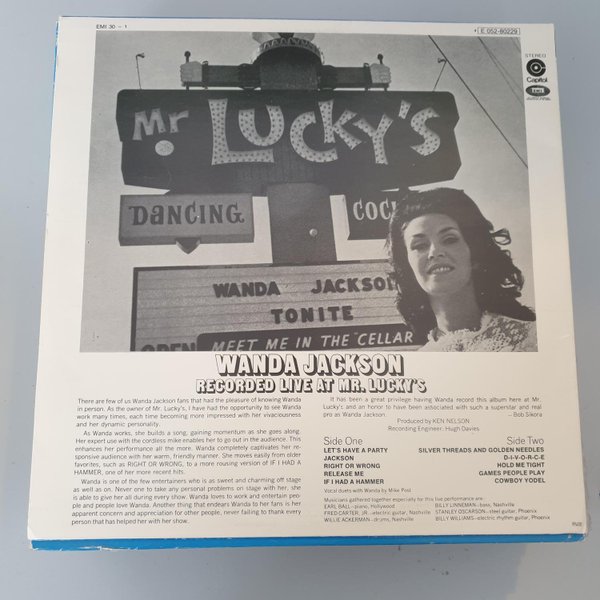 EMI 30 - 1
E 052-80229
STEREO
Capitol
EMI
Mr LUCKY'S
DANCING
COC
WANDA JACKSON
TONITE
OPEN MEET ME IN THE CELLAR
WANDA JACKSON
RECORDED LIVE AT MR. LUCKY'S
There are few of us Wanda Jackson fans that had the pleasure of knowing Wanda
in person. As the owner of Mr. Lucky's, I have had the opportunity to see Wanda
work many times, each time becoming more impressed with her vivaciousness
and her dynamic personality.
As Wanda works, she builds a song, gaining momentum as she goes along.
Her expert use with the cordless mike enables her to go out in the audience. This
enhances her performance all the more. Wanda completely captivates her re-
sponsive audience with her warm, friendly manner. She moves easily from older
favorites, such as RIGHT OR WRONG, to a more rousing version of IF I HAD A
HAMMER, one of her more recent hits.
Wanda is one of the few entertainers who is as sweet and charming off stage
as well as on. Never one to take any personal problems on stage with her, she
is able to give her all during every show. Wanda loves to work and entertain peo-
ple and people love Wanda. Another thing that endears Wanda to her fans is her
apparent concern and appreciation for other people, never failing to thank every
person that has helped her with her show.
It has been a great privilege having Wanda record this album here at Mr.
Lucky's and an honor to have been associated with such a superstar and real
pro as Wanda Jackson.
– Bob Sikora
Produced by KEN NELSON
Recording Engineer: Hugh Davies
Side One
LET'S HAVE A PARTY
JACKSON
RIGHT OR WRONG
RELEASE ME
IF I HAD A HAMMER
Side Two
SILVER THREADS AND GOLDEN NEEDLES
D-I-V-O-R-C-E
HOLD ME TIGHT
GAMES PEOPLE PLAY
COWBOY YODEL
Vocal duets with Wanda by Mike Post
Musicians gathered together especially for this live performance are:
EARL BALL–piano, Hollywood
FRED CARTER, JR.–electric guitar, Nashville
WILLIE ACKERMAN–drums, Nashville
BILLY LINNEMAN–bass, Nashville
STANLEY OSCARSON–steel guitar, Phoenix
BILLY WILLIAMS–electric rhythm guitar, Phoenix